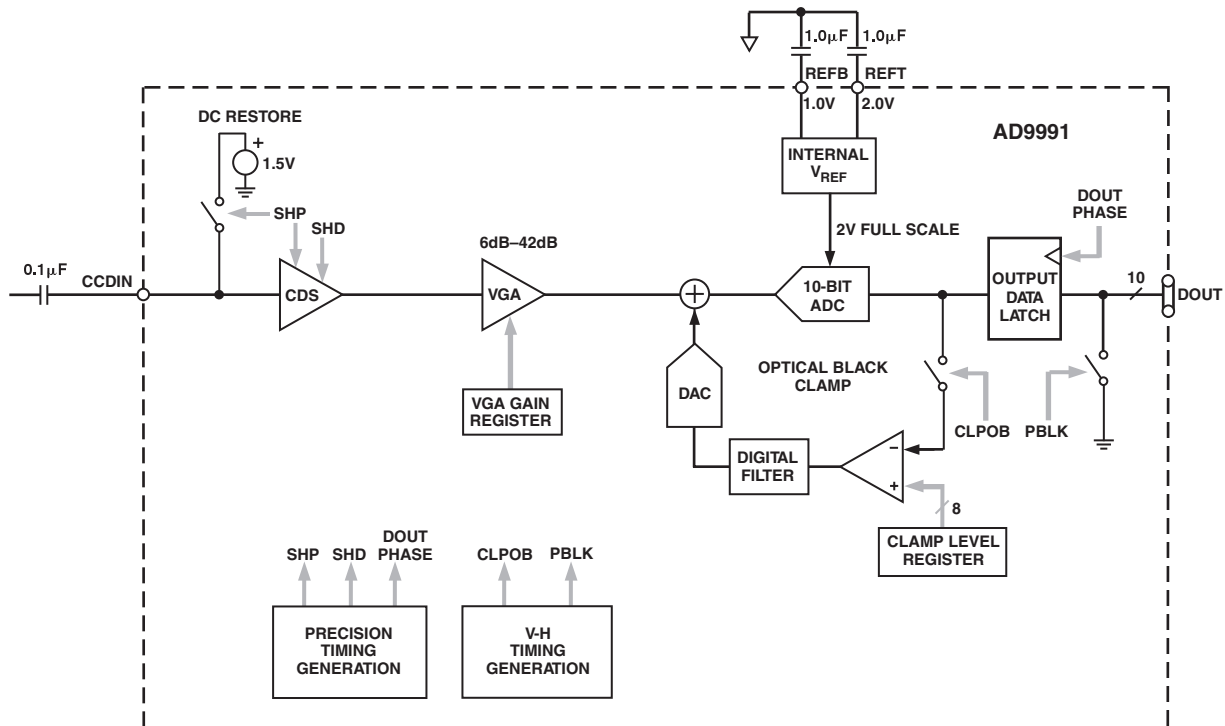 1.0µF
1.0µF
REFB
REFT
1.0V
2.0V
DC RESTORE
+
1.5V
AD9991
INTERNAL
VREF
SHP
SHD
DOUT
PHASE
6dB–42dB
2V FULL SCALE
0.1µF
CCDIN
CDS
VGA
+
10-BIT
ADC
OUTPUT
DATA
LATCH
10
DOUT
OPTICAL BLACK
CLAMP
DAC
VGA GAIN
REGISTER
CLPOB
PBLK
DIGITAL
FILTER
–
+
8
CLAMP LEVEL
REGISTER
SHP
SHD
DOUT
PHASE
CLPOB
PBLK
PRECISION
TIMING
GENERATION
V-H
TIMING
GENERATION